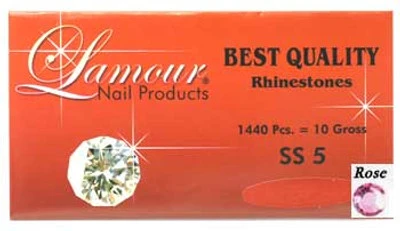 Lamour®
Nail Products
BEST QUALITY
Rhinestones
1440 Pcs. = 10 Gross
SS 5
Rose